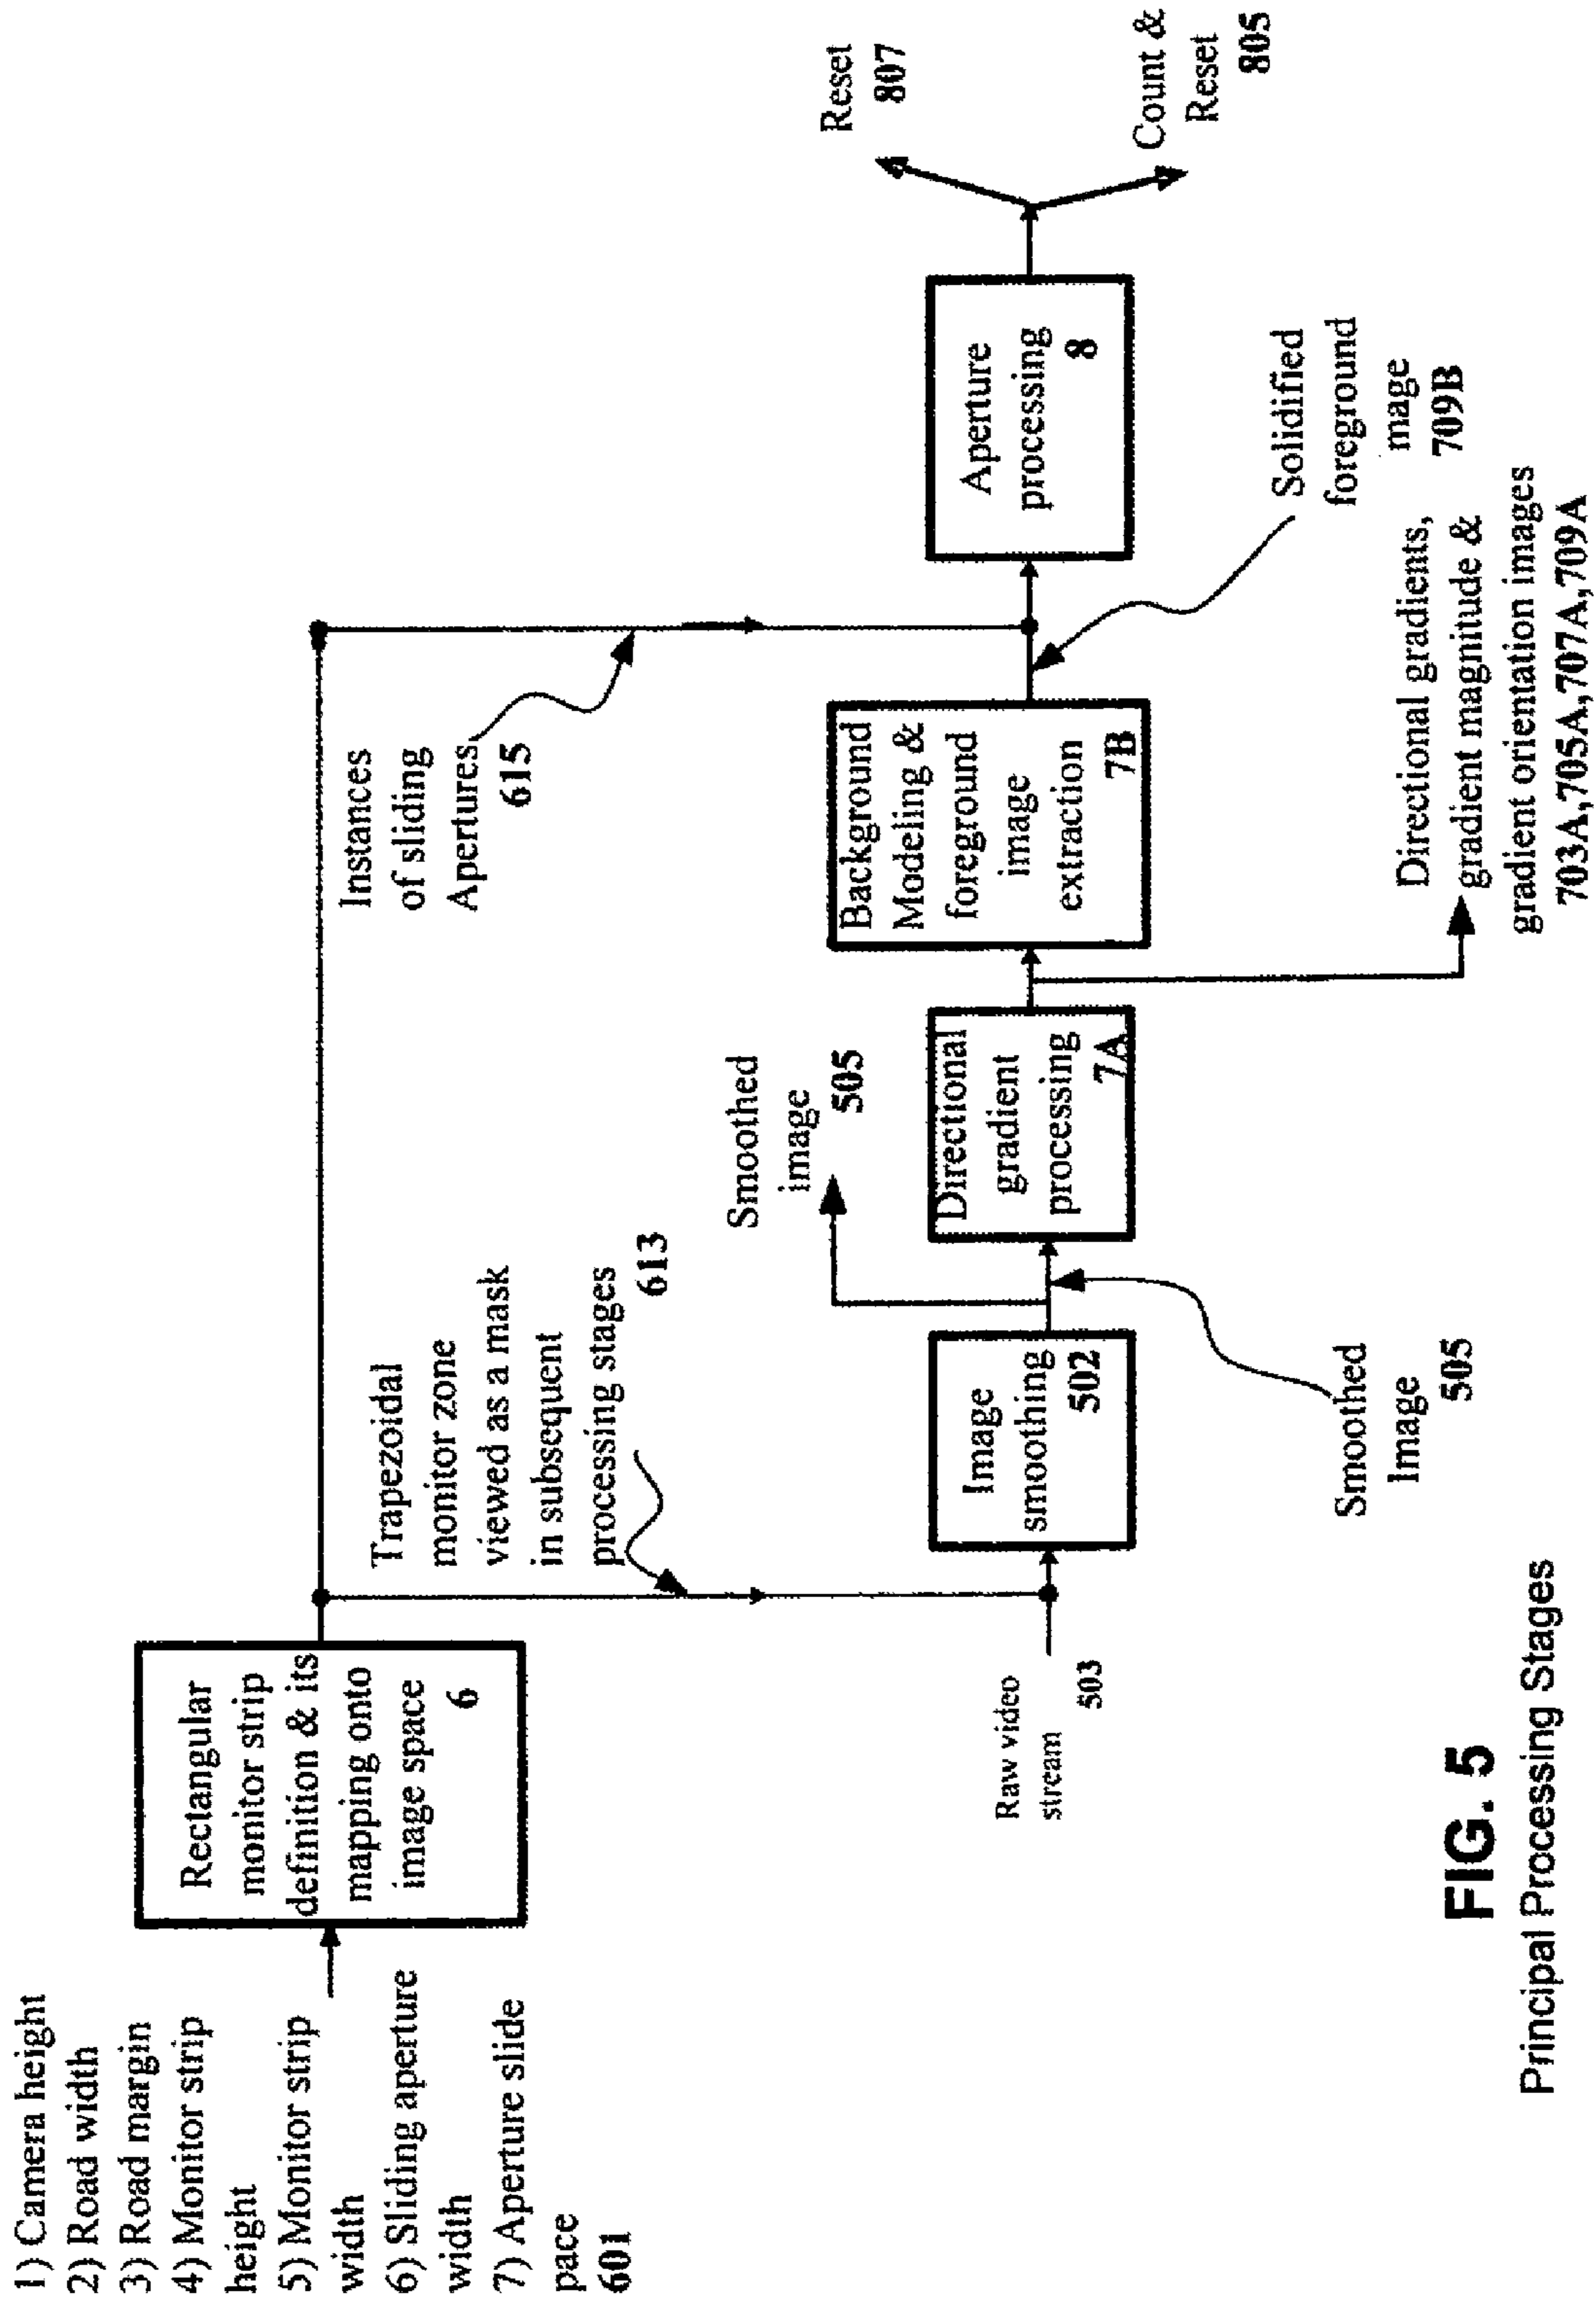 1) Camera height
2) Road width
3) Road margin
4) Monitor strip
height
5) Monitor strip
width
6) Sliding aperture
width
7) Aperture slide
pace
601
Rectangular
monitor strip
definition & its
mapping onto
image space
6
Trapezoidal
monitor zone
viewed as a mask
in subsequent
processing stages
613
Instances
of sliding
Apertures
615
Raw video
stream
503
Image
smoothing
502
Smoothed
image
505
Smoothed
Image
505
Directional
gradient
processing
7A
Background
Modeling &
foreground
image
extraction
7B
Directional gradients,
gradient magnitude &
gradient orientation images
703A,705A,707A,709A
Solidified
foreground
mage
709B
Aperture
processing
8
Reset
807
Count &
Reset
805
FIG. 5
Principal Processing Stages